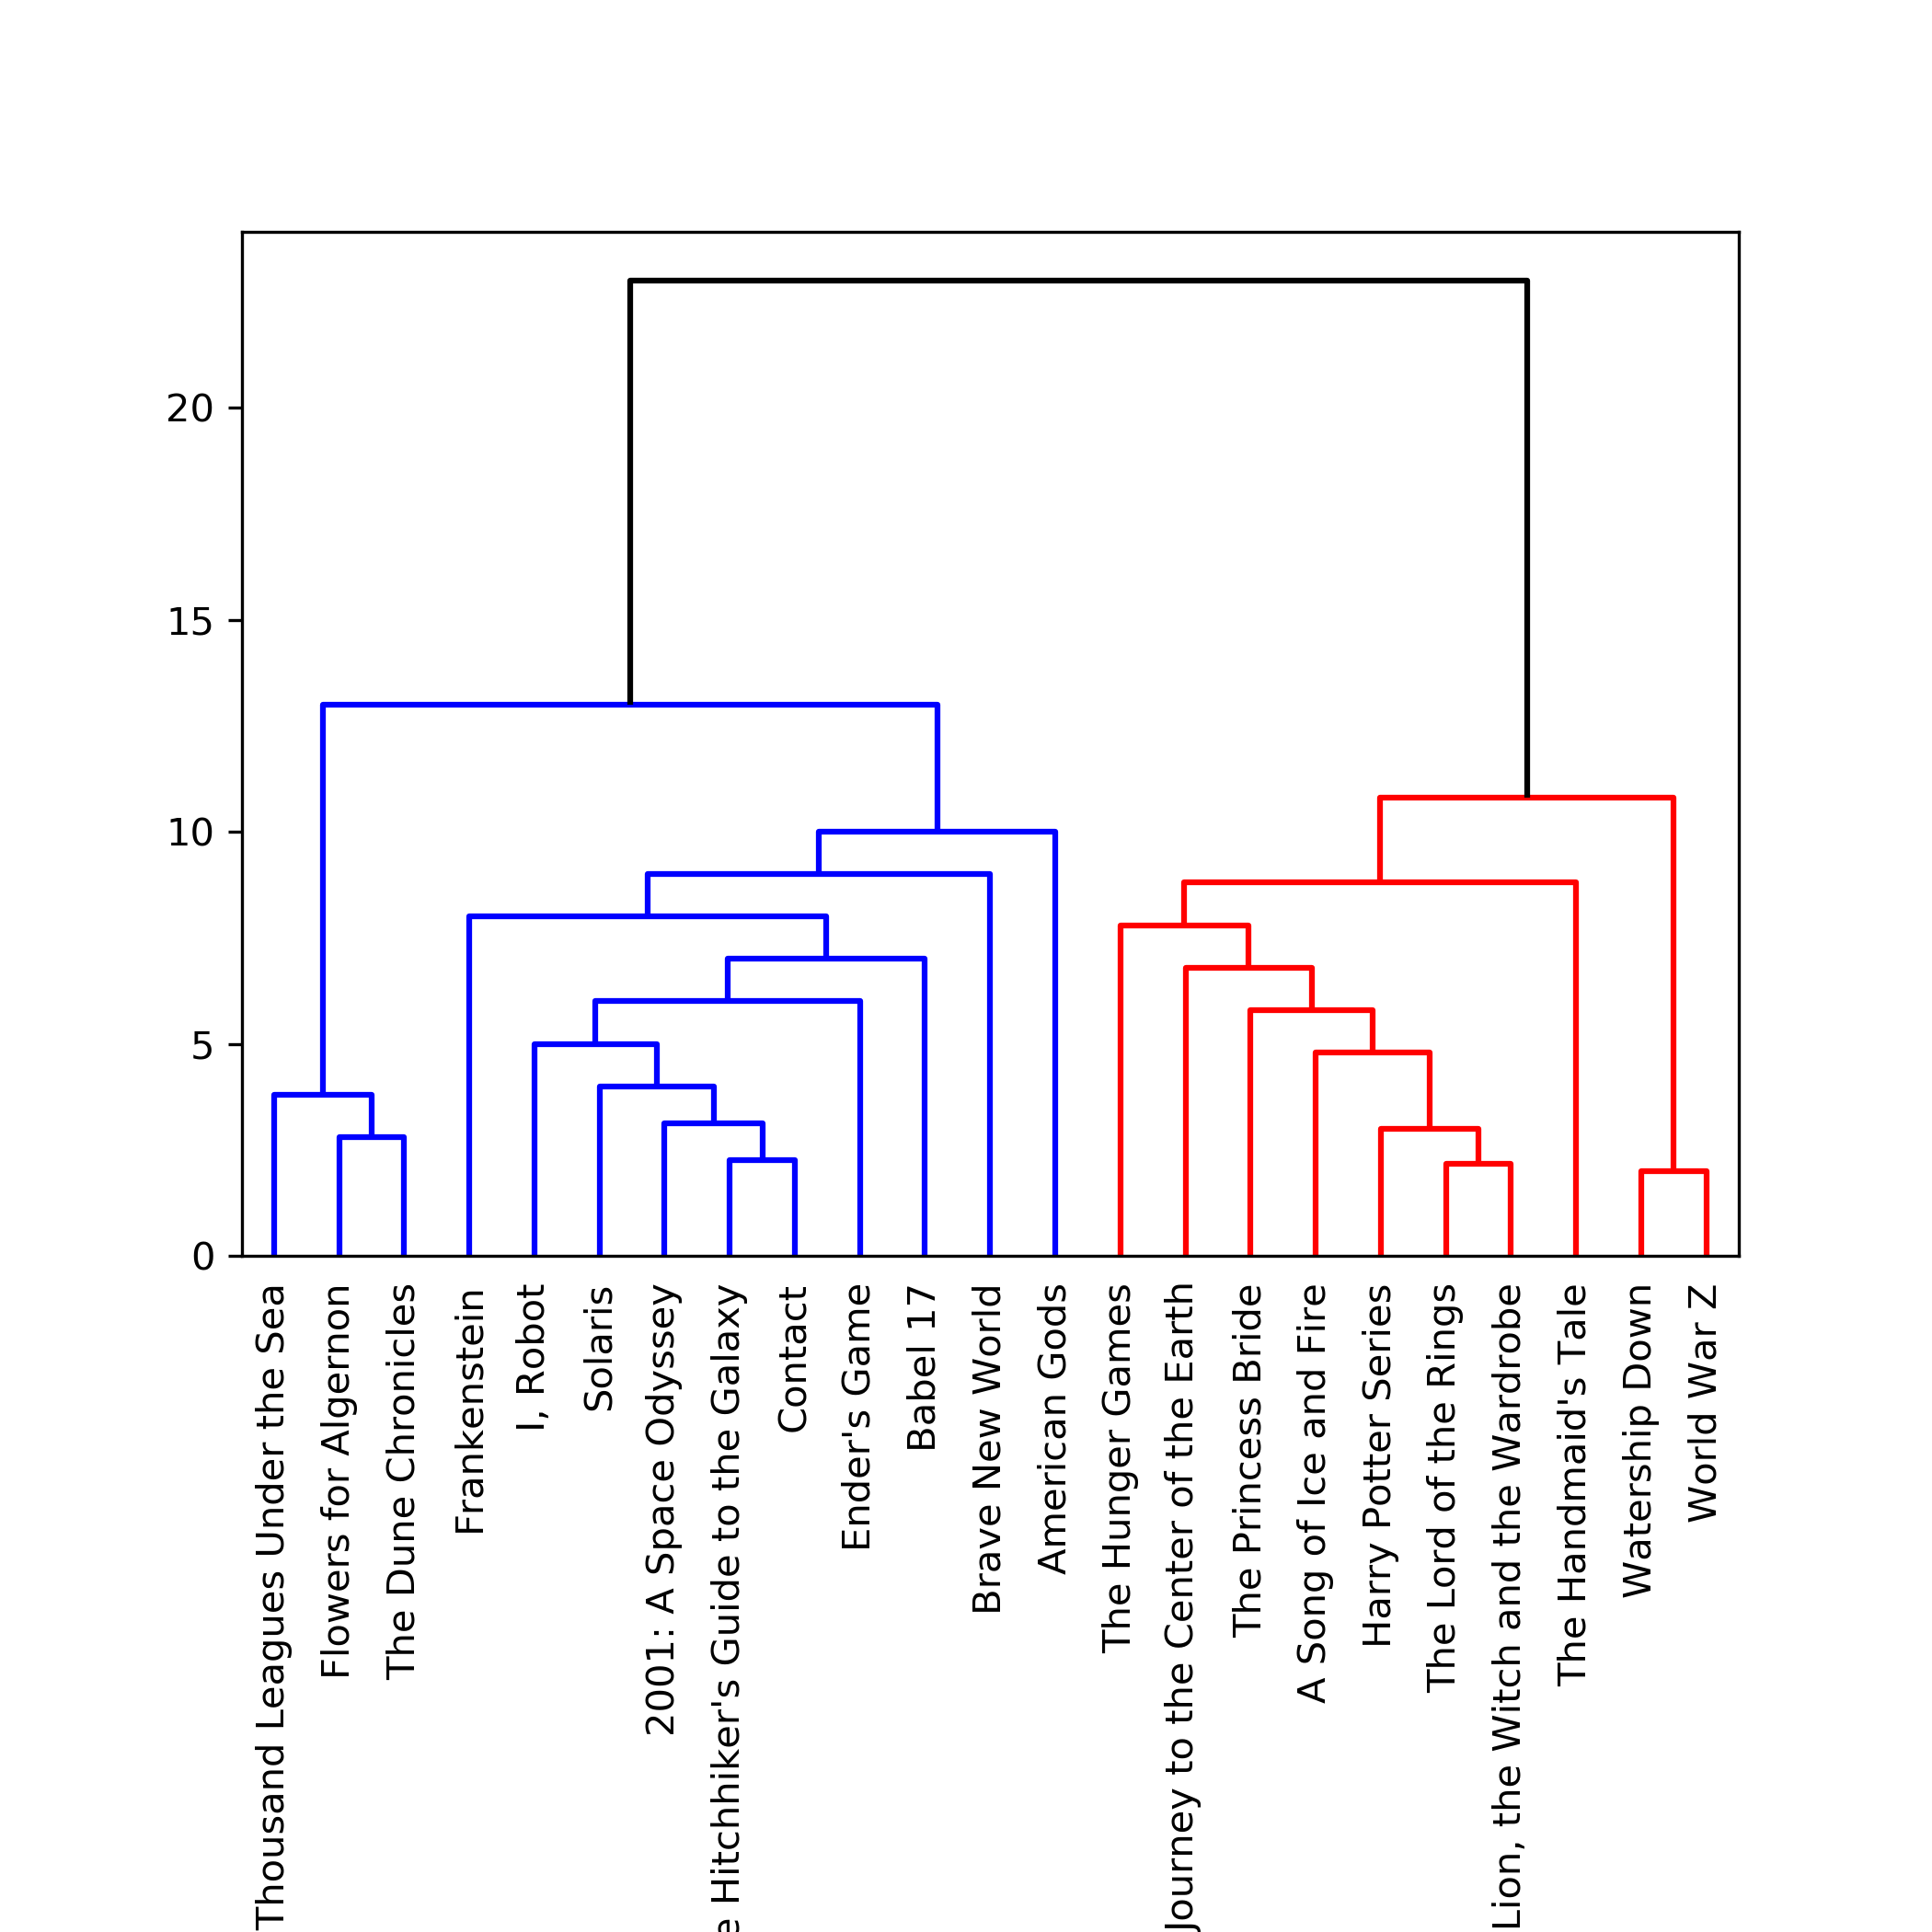 20
15
10
5
0
Thousand Leagues Under the Sea
Flowers for Algernon
The Dune Chronicles
Frankenstein
I, Robot
Solaris
2001: A Space Odyssey
Hitchhiker's Guide to the Galaxy
Contact
Ender's Game
Babel 17
Brave New World
American Gods
The Hunger Games
Journey to the Center of the Earth
The Princess Bride
A Song of Ice and Fire
Harry Potter Series
The Lord of the Rings
Lion, the Witch and the Wardrobe
The Handmaid's Tale
Watership Down
World War Z